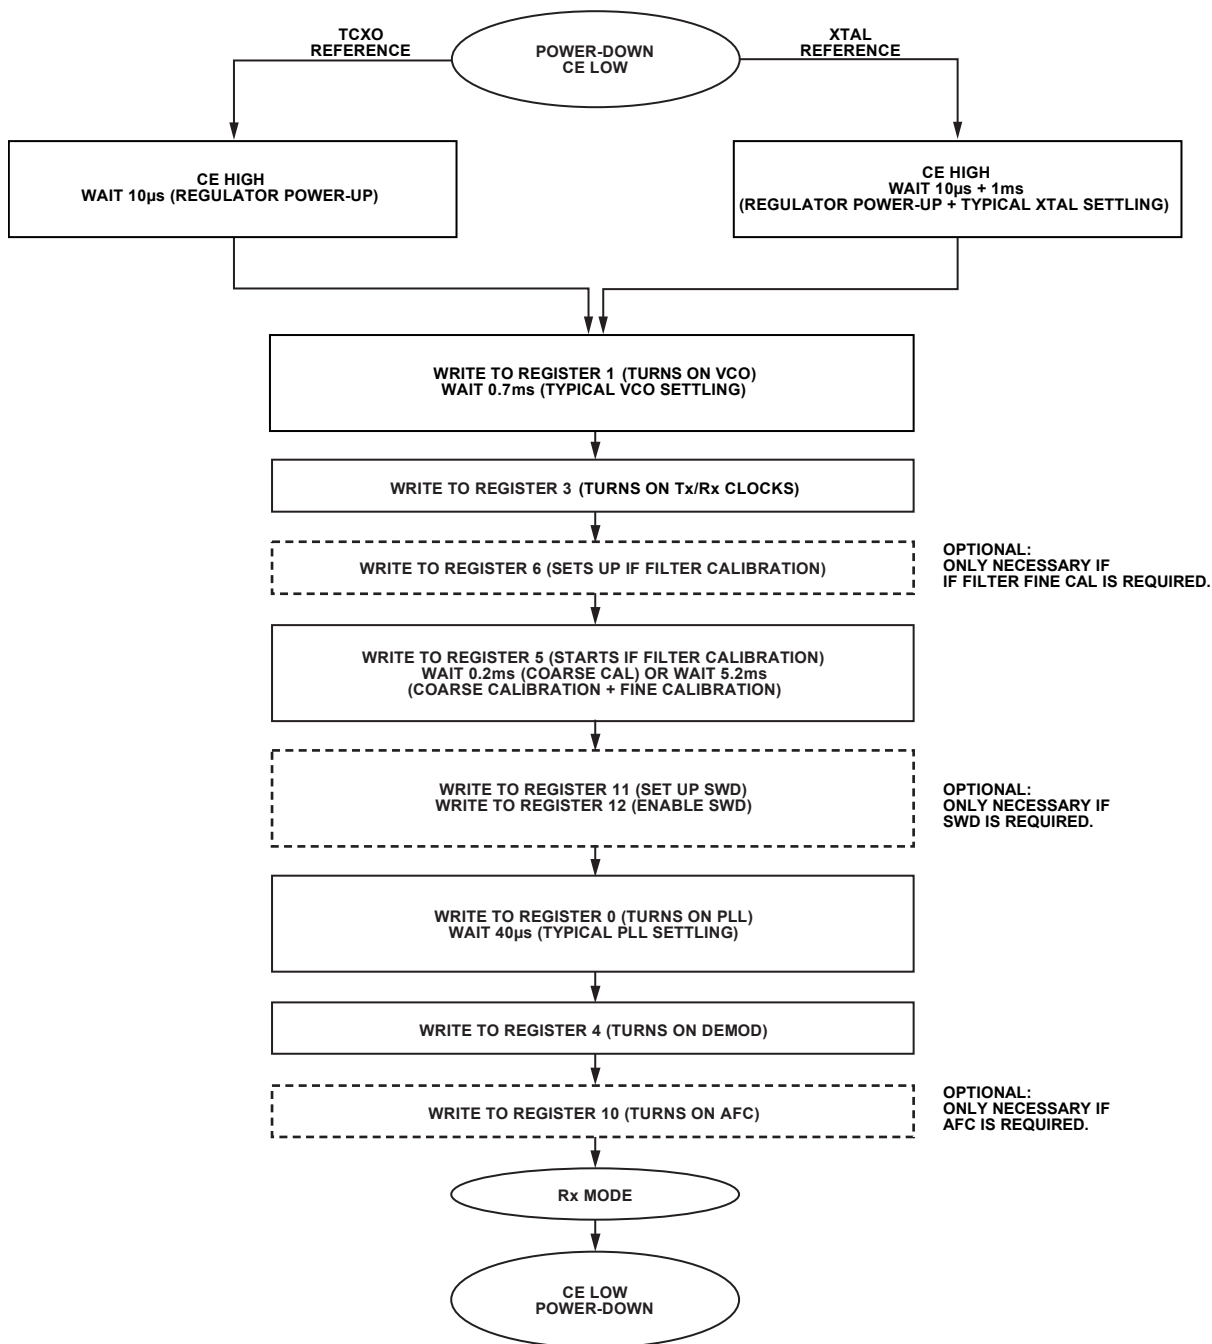 TCXO
REFERENCE
POWER-DOWN
CE LOW
XTAL
REFERENCE
CE HIGH
WAIT 10µs (REGULATOR POWER-UP)
CE HIGH
WAIT 10µs + 1ms
(REGULATOR POWER-UP + TYPICAL XTAL SETTLING)
WRITE TO REGISTER 1 (TURNS ON VCO)
WAIT 0.7ms (TYPICAL VCO SETTLING)
WRITE TO REGISTER 3 (TURNS ON Tx/Rx CLOCKS)
WRITE TO REGISTER 6 (SETS UP IF FILTER CALIBRATION)
OPTIONAL:
ONLY NECESSARY IF
IF FILTER FINE CAL IS REQUIRED.
WRITE TO REGISTER 5 (STARTS IF FILTER CALIBRATION)
WAIT 0.2ms (COARSE CAL) OR WAIT 5.2ms
(COARSE CALIBRATION + FINE CALIBRATION)
WRITE TO REGISTER 11 (SET UP SWD)
WRITE TO REGISTER 12 (ENABLE SWD)
OPTIONAL:
ONLY NECESSARY IF
SWD IS REQUIRED.
WRITE TO REGISTER 0 (TURNS ON PLL)
WAIT 40µs (TYPICAL PLL SETTLING)
WRITE TO REGISTER 4 (TURNS ON DEMOD)
WRITE TO REGISTER 10 (TURNS ON AFC)
OPTIONAL:
ONLY NECESSARY IF
AFC IS REQUIRED.
Rx MODE
CE LOW
POWER-DOWN